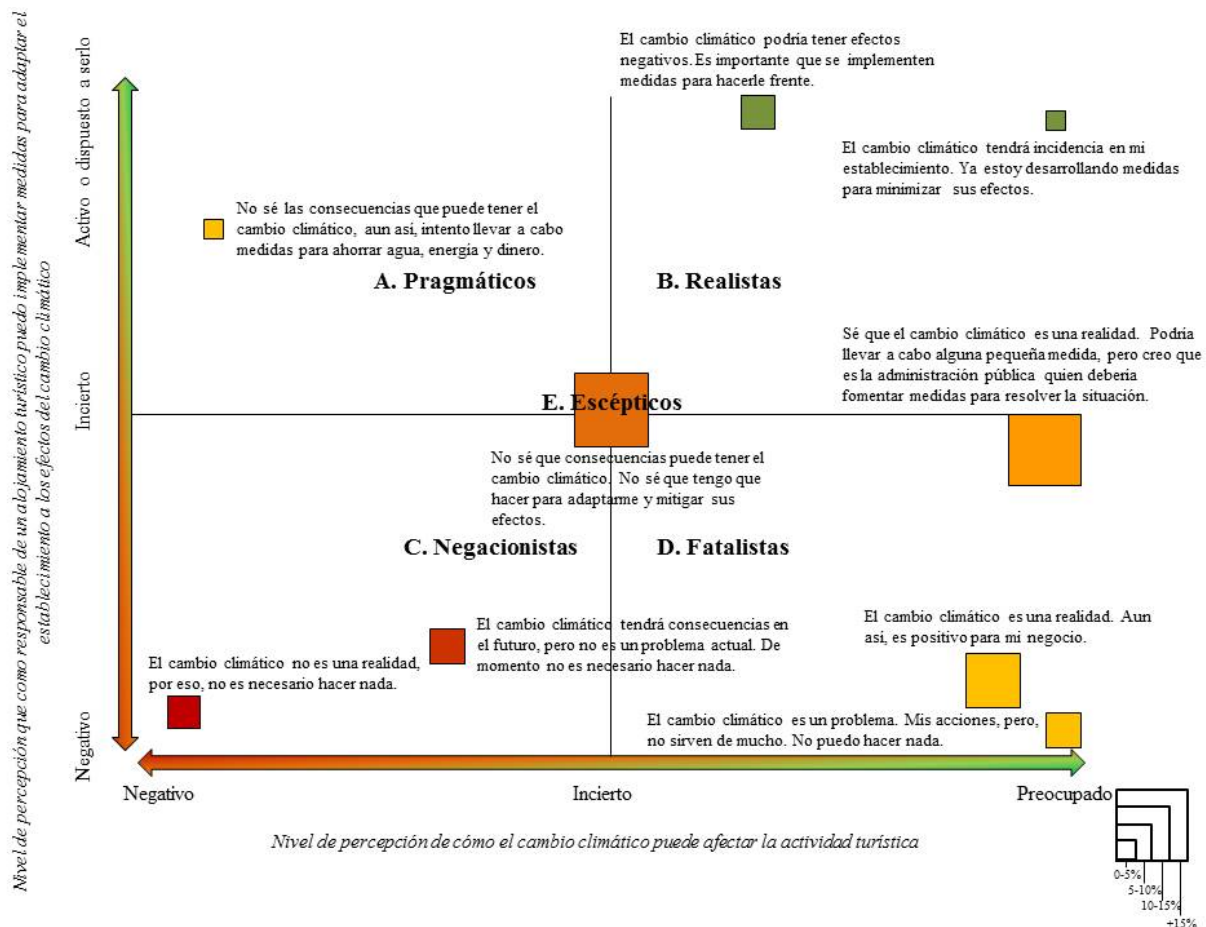 Nivel de percepción que como responsable de un alojamiento turístico puedo implementar medidas para adaptar el
establecimiento a los efectos del cambio climático
Activo o dispuesto a serlo
Incierto
Negativo
El cambio climático podría tener efectos
negativos. Es importante que se implementen
medidas para hacerle frente.
El cambio climático tendrá incidencia en mi
establecimiento. Ya estoy desarrollando medidas
para minimizar sus efectos.
No sé las consecuencias que puede tener el
cambio climático, aun así, intento llevar a cabo
medidas para ahorrar agua, energía y dinero.
A. Pragmáticos
B. Realistas
Sé que el cambio climático es una realidad. Podría
llevar a cabo alguna pequeña medida, pero creo que
es la administración pública quien debería
fomentar medidas para resolver la situación.
E. Escépticos
No sé que consecuencias puede tener el
cambio climático. No sé que tengo que
hacer para adaptarme y mitigar sus
efectos.
C. Negacionistas
D. Fatalistas
El cambio climático tendrá consecuencias en
el futuro, pero no es un problema actual. De
momento no es necesario hacer nada.
El cambio climático no es una realidad,
por eso, no es necesario hacer nada.
El cambio climático es una realidad. Aun
así, es positivo para mi negocio.
El cambio climático es un problema. Mis acciones, pero,
no sirven de mucho. No puedo hacer nada.
Negativo
Incierto
Preocupado
Nivel de percepción de cómo el cambio climático puede afectar la actividad turística
0-5%
5-10%
10-15%
+15%